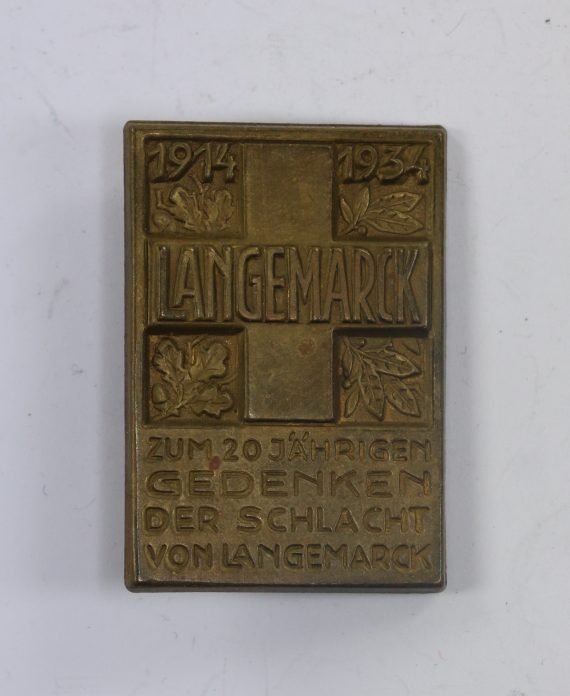 1914 1934
LANGEMARCK
ZUM 20 JÄHRIGEN
GEDENKEN
DER SCHLACHT
VON LANGEMARCK